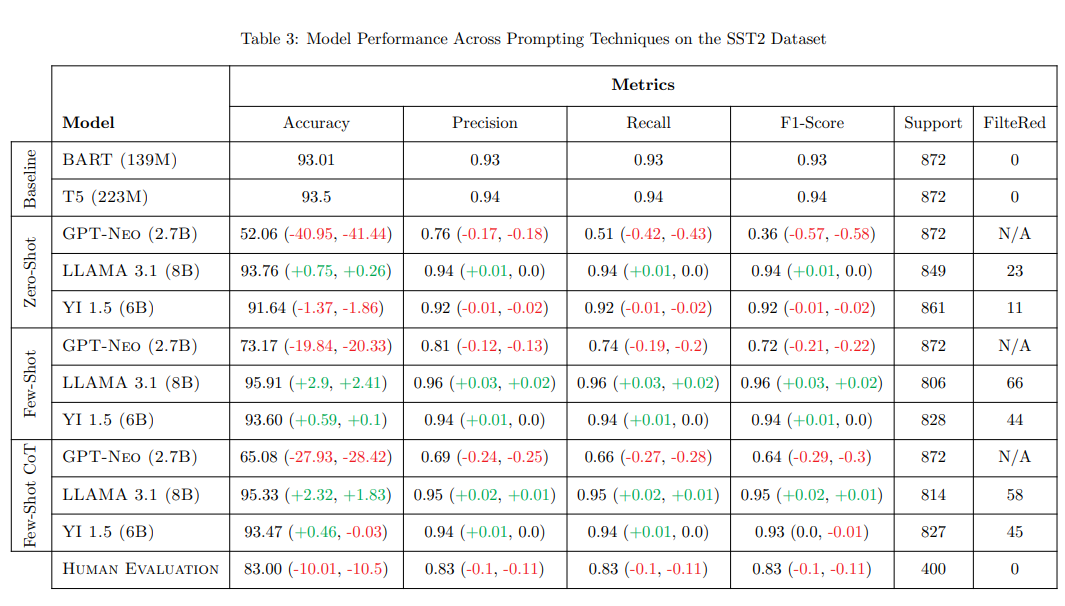 Table 3: Model Performance Across Prompting Techniques on the SST2 Dataset
Metrics
Model Accuracy Precision Recall F1-Score Support FilteRed
Baseline
BART (139M) 93.01 0.93 0.93 0.93 872 0
T5 (223M) 93.5 0.94 0.94 0.94 872 0
Zero-Shot
GPT-Neo (2.7B) 52.06 (-40.95, -41.44) 0.76 (-0.17, -0.18) 0.51 (-0.42, -0.43) 0.36 (-0.57, -0.58) 872 N/A
LLAMA 3.1 (8B) 93.76 (+0.75, +0.26) 0.94 (+0.01, 0.0) 0.94 (+0.01, 0.0) 0.94 (+0.01, 0.0) 849 23
YI 1.5 (6B) 91.64 (-1.37, -1.86) 0.92 (-0.01, -0.02) 0.92 (-0.01, -0.02) 0.92 (-0.01, -0.02) 861 11
Few-Shot
GPT-Neo (2.7B) 73.17 (-19.84, -20.33) 0.81 (-0.12, -0.13) 0.74 (-0.19, -0.2) 0.72 (-0.21, -0.22) 872 N/A
LLAMA 3.1 (8B) 95.91 (+2.9, +2.41) 0.96 (+0.03, +0.02) 0.96 (+0.03, +0.02) 0.96 (+0.03, +0.02) 806 66
YI 1.5 (6B) 93.60 (+0.59, +0.1) 0.94 (+0.01, 0.0) 0.94 (+0.01, 0.0) 0.94 (+0.01, 0.0) 828 44
Few-Shot CoT
GPT-Neo (2.7B) 65.08 (-27.93, -28.42) 0.69 (-0.24, -0.25) 0.66 (-0.27, -0.28) 0.64 (-0.29, -0.3) 872 N/A
LLAMA 3.1 (8B) 95.33 (+2.32, +1.83) 0.95 (+0.02, +0.01) 0.95 (+0.02, +0.01) 0.95 (+0.02, +0.01) 814 58
YI 1.5 (6B) 93.47 (+0.46, -0.03) 0.94 (+0.01, 0.0) 0.94 (+0.01, 0.0) 0.93 (0.0, -0.01) 827 45
Human Evaluation 83.00 (-10.01, -10.5) 0.83 (-0.1, -0.11) 0.83 (-0.1, -0.11) 0.83 (-0.1, -0.11) 400 0